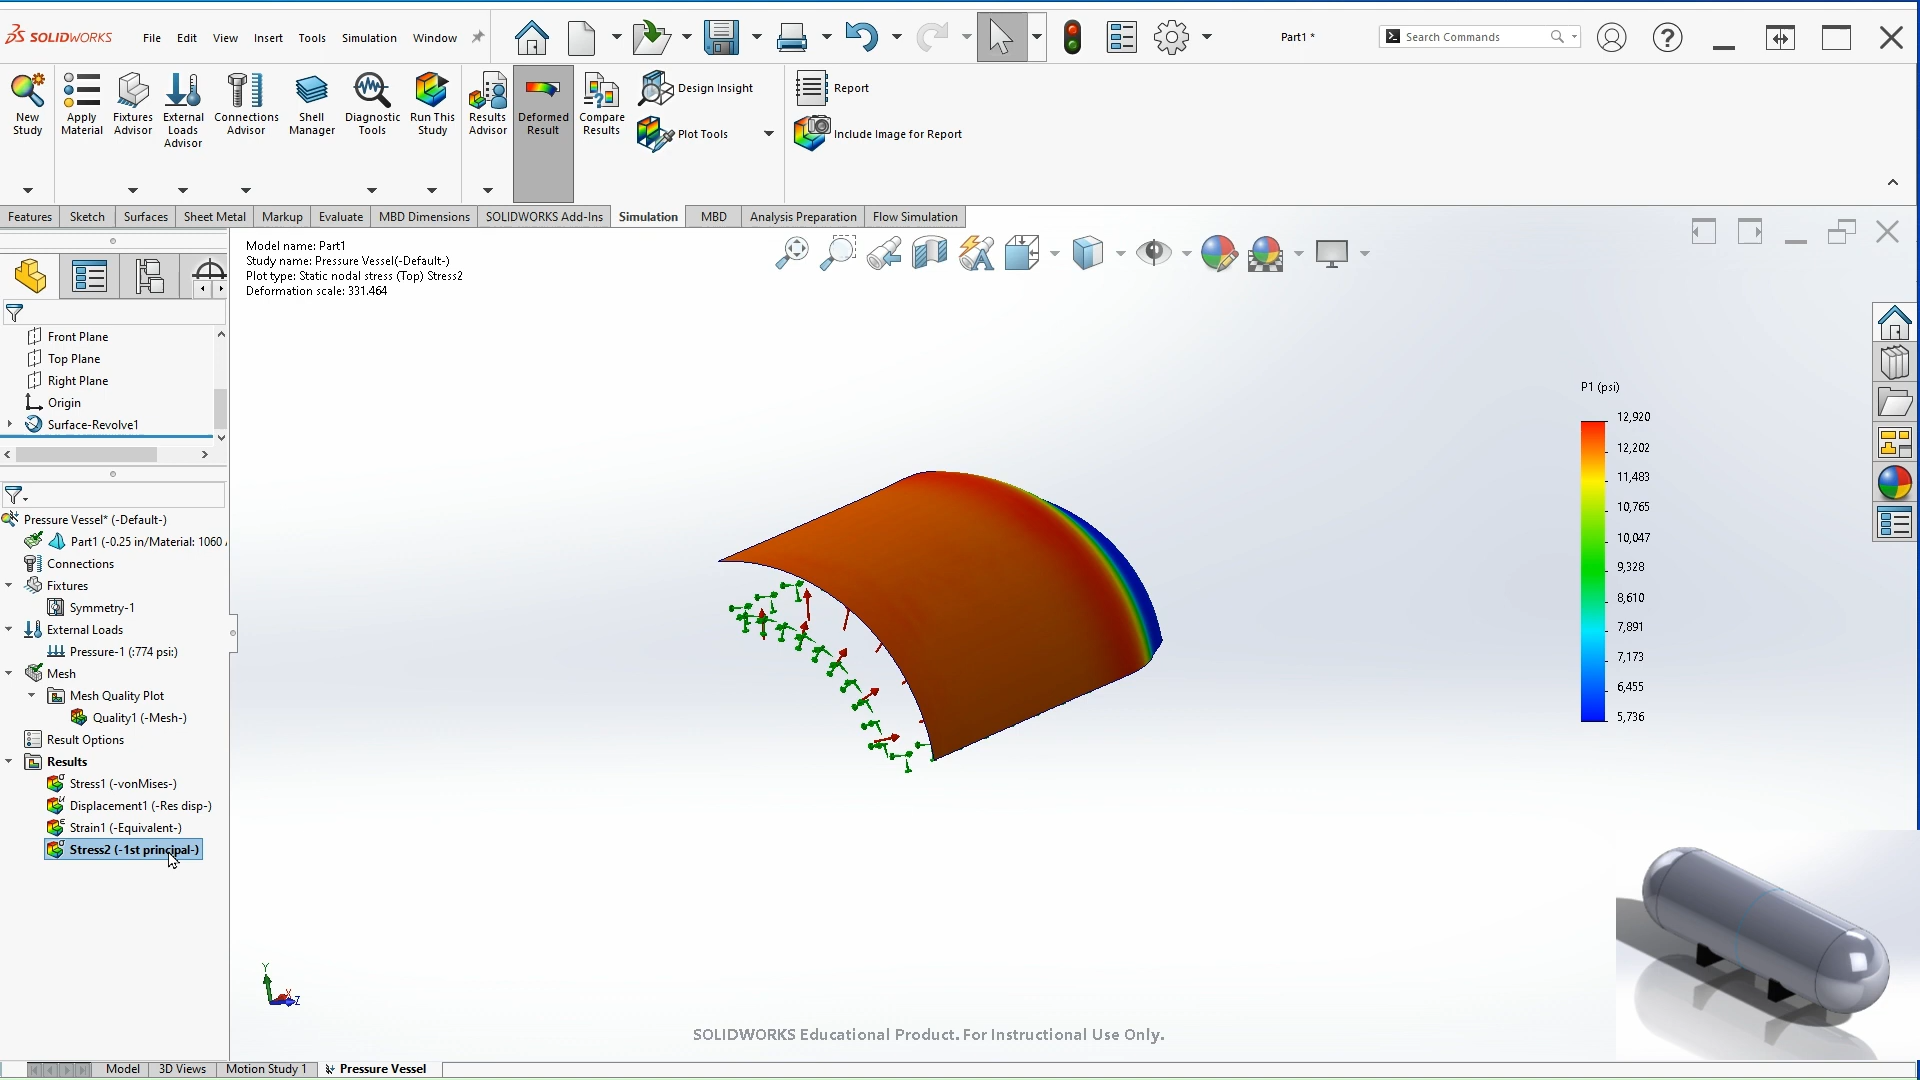 SOLIDWORKS
File Edit View Insert Tools Simulation Window
Part1 *
Search Commands
New Study
Apply Material
Fixtures Advisor
External Loads Advisor
Connections Advisor
Shell Manager
Diagnostic Tools
Run This Study
Results Advisor
Deformed Result
Compare Results
Design Insight
Plot Tools
Report
Include Image for Report
Features Sketch Surfaces Sheet Metal Markup Evaluate MBD Dimensions SOLIDWORKS Add-Ins Simulation MBD Analysis Preparation Flow Simulation
Model name: Part1
Study name: Pressure Vessel(-Default-)
Plot type: Static nodal stress (Top) Stress2
Deformation scale: 331.464
Front Plane
Top Plane
Right Plane
Origin
Surface-Revolve1
Pressure Vessel* (-Default-)
Part1 (-0.25 in/Material: 1060
Connections
Fixtures
Symmetry-1
External Loads
Pressure-1 (:774 psi:)
Mesh
Mesh Quality Plot
Quality1 (-Mesh-)
Result Options
Results
Stress1 (-vonMises-)
Displacement1 (-Res disp-)
Strain1 (-Equivalent-)
Stress2 (-1st principal-)
P1 (psi)
12,920
12,202
11,483
10,765
10,047
9,328
8,610
7,891
7,173
6,455
5,736
Y
X
Z
SOLIDWORKS Educational Product. For Instructional Use Only.
Model 3D Views Motion Study 1 Pressure Vessel